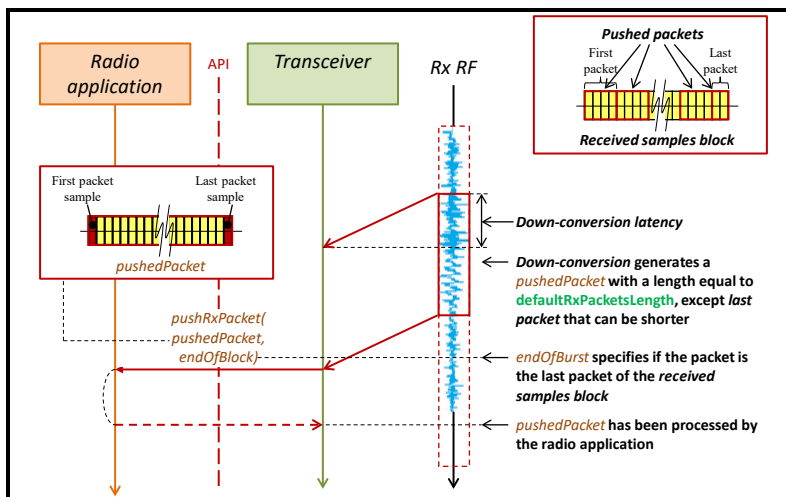 Radio
application
API
Transceiver
Rx RF
Pushed packets
First
packet
Last
packet
Received samples block
First packet
sample
Last packet
sample
pushedPacket
Down-conversion latency
Down-conversion generates a
pushedPacket with a length equal to
defaultRxPacketsLength, except last
packet that can be shorter
pushRxPacket(
pushedPacket,
endOfBlock)
endOfBurst specifies if the packet is
the last packet of the received
samples block
pushedPacket has been processed by
the radio application